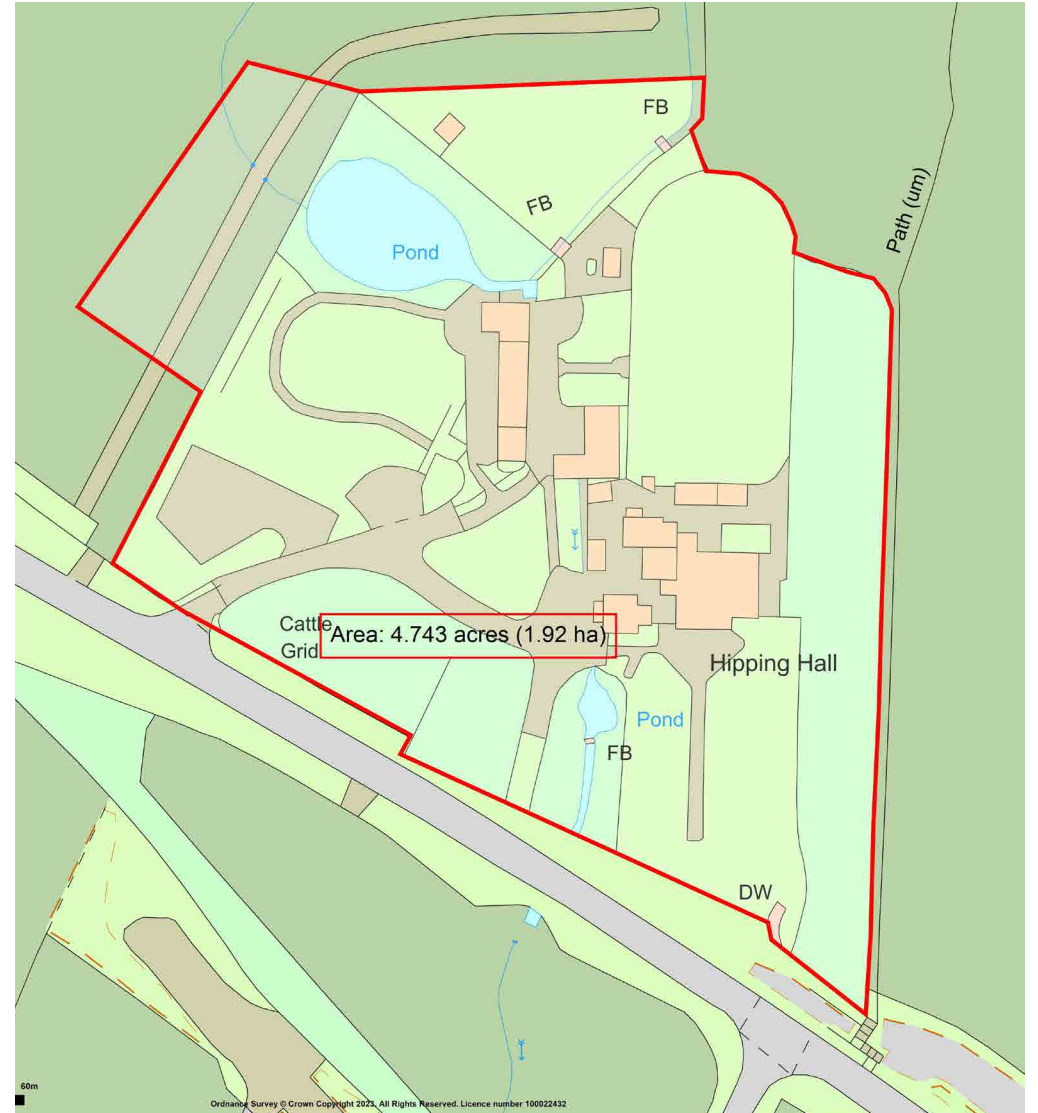 FB
Path (um)
FB
Pond
Cattle
Grid
Area: 4.743 acres (1.92 ha)
Hipping Hall
Pond
FB
DW
60m
Ordnance Survey © Crown Copyright 2023. All Rights Reserved. Licence number 100022432